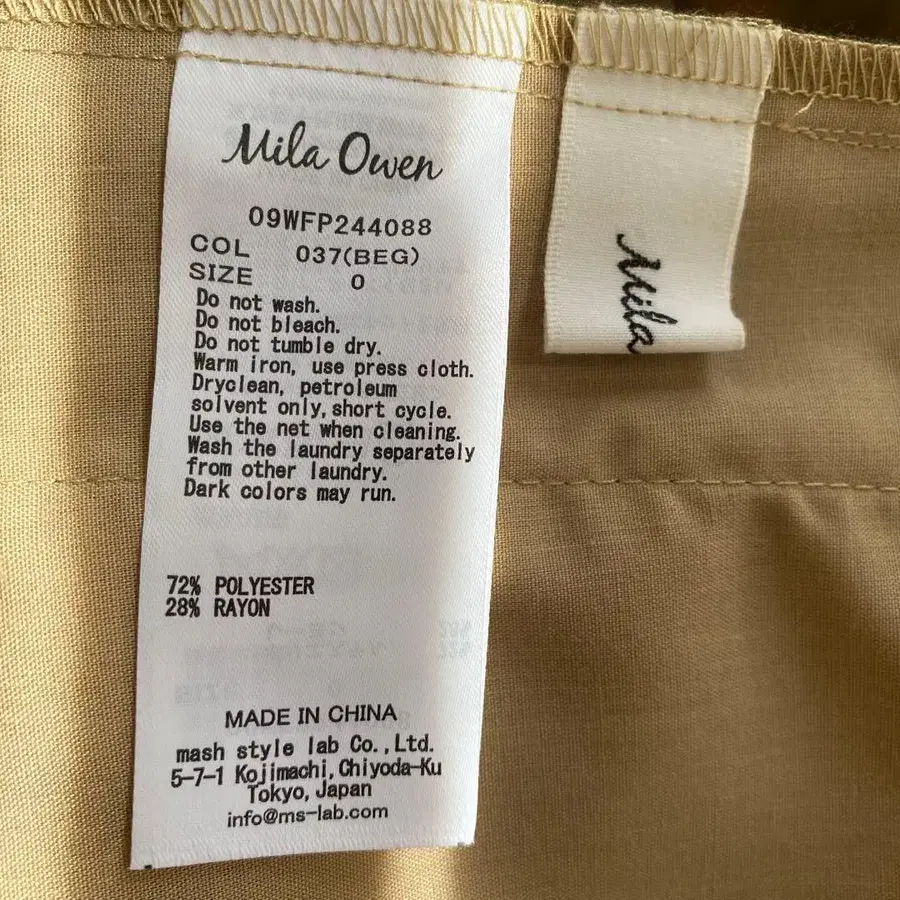 Mila Owen
09WFP244088
COL 037(BEG)
SIZE 0
Do not wash.
Do not bleach.
Do not tumble dry.
Warm iron, use press cloth.
Dryclean, petroleum
solvent only,short cycle.
Use the net when cleaning.
Wash the laundry separately
from other laundry.
Dark colors may run.
72% POLYESTER
28% RAYON
MADE IN CHINA
mash style lab Co.,Ltd.
5-7-1 Kojimachi,Chiyoda-Ku
Tokyo,Japan
info@ms-lab.com
Mila